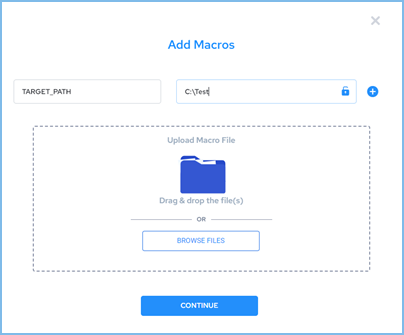 Add Macros
TARGET_PATH
C:\Test
Upload Macro File
Drag & drop the file(s)
OR
BROWSE FILES
CONTINUE